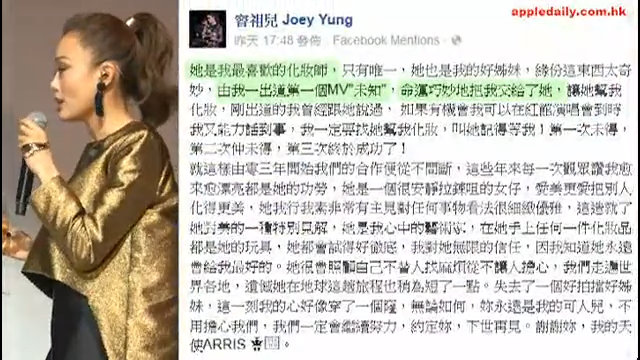 appledaily.com.hk
容祖兒 Joey Yung
昨天 17:48 發佈 · Facebook Mentions ·
她是我最喜歡的化妝師，只有唯一，她也是我的好姊妹，緣份這東西太奇
妙，由我一出道第一個MV"未知"，命運巧妙地把我交給了她，讓她幫我
化妝，剛出道的我曾經跟她說過，如果有機會我可以在紅館演唱會到時
我又能力話到事，我一定要找她幫我化妝，叫她記得等我！第一次未得，
第二次仲未得，第三次終於成功了！
就這樣由零三年開始我們的合作便從不間斷，這些年來每一次觀眾讚我愈
來愈漂亮都是她的功勞，她是一個很安靜拉鍊咀的女仔，愛美更愛把別人
化得更美，她我行我素非常有主見對任何事物看法很細緻優雅，這造就了
她對美的一種特別見解，她是我心中的藝術家，在她手上任何一件化妝品
都是她的玩具，她都會試得好徹底，我對她無限的信任，因我知道她永遠
會給我最好的。她很會照顧自己不替人找麻煩從不讓人擔心，我們走遍世
界各地，遺憾她在地球這趟旅程也稍為短了一點。失去了一個好拍擋好姊
妹，這一刻我的心好像穿了一個窿，無論如何，妳永遠是我的可人兒，不
用擔心我們，我們一定會繼續努力，約定妳，下世再見。謝謝妳，我的天
使ARRIS。